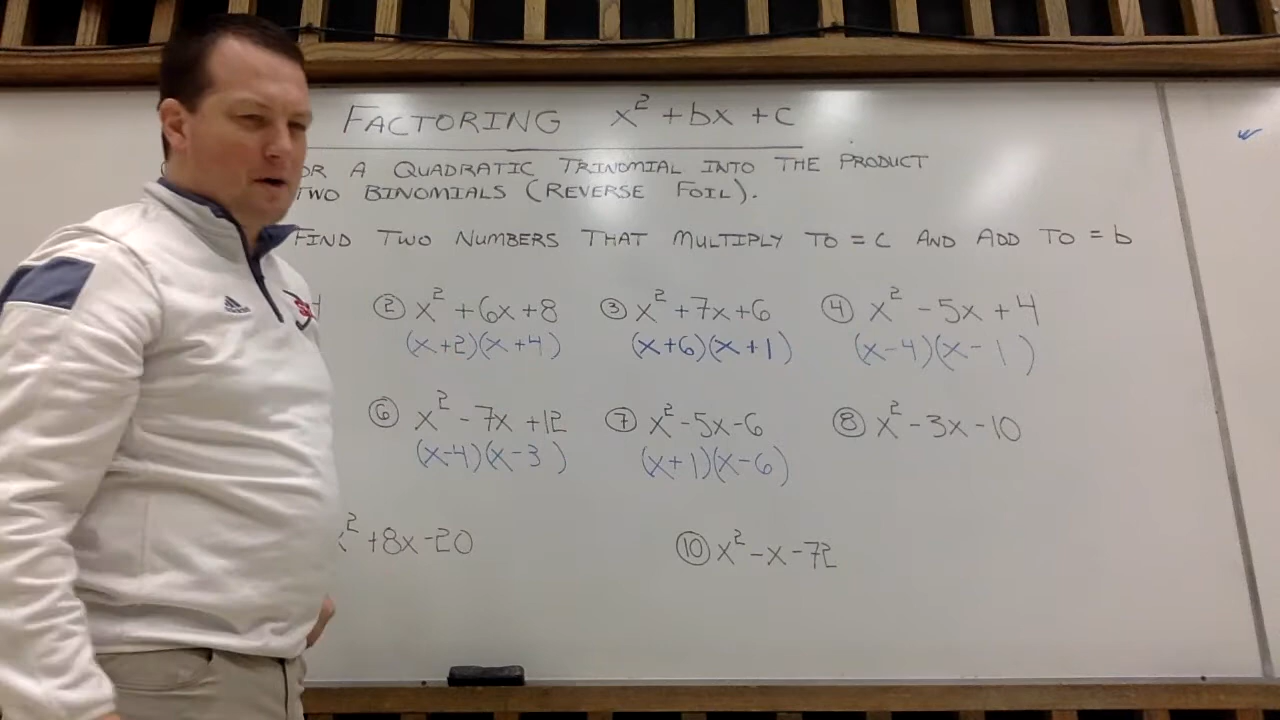 FACTORING x² + bx + c
OR A QUADRATIC TRINOMIAL INTO THE PRODUCT
TWO BINOMIALS (REVERSE FOIL).
FIND TWO NUMBERS THAT MULTIPLY TO = C AND ADD TO = b
② x² + 6x + 8 ③ x² + 7x + 6 ④ x² - 5x + 4
(x + 2)(x + 4) (x + 6)(x + 1) (x - 4)(x - 1)
⑥ x² - 7x + 12 ⑦ x² - 5x - 6 ⑧ x² - 3x - 10
(x - 4)(x - 3) (x + 1)(x - 6)
² + 8x - 20 ⑩ x² - x - 72
adidas